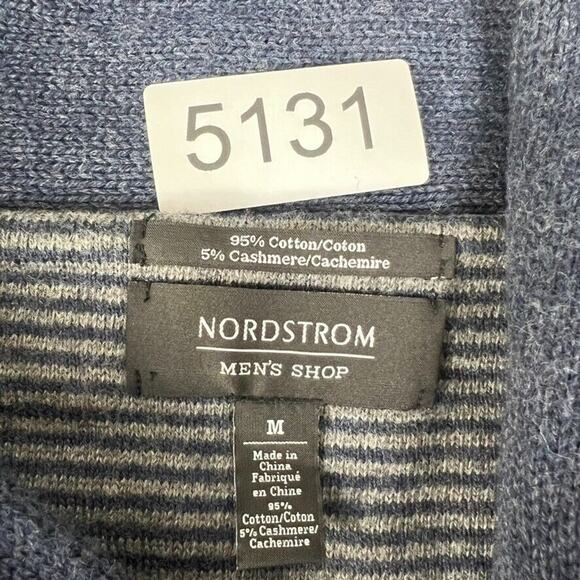 5131
95% Cotton/Coton
5% Cashmere/Cachemire
NORDSTROM
MEN'S SHOP
M
Made in
China
Fabriqué
en Chine
95%
Cotton/Coton
5% Cashmere/
Cachemire